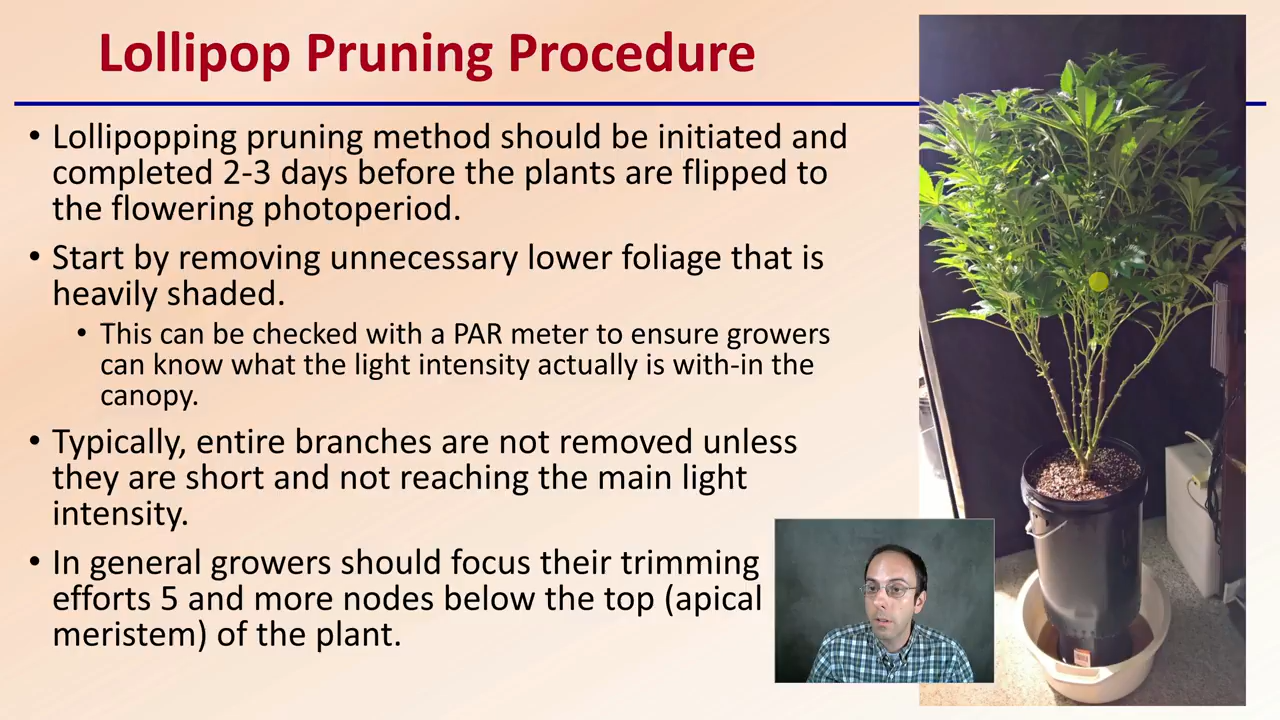 Lollipop Pruning Procedure
• Lollipopping pruning method should be initiated and
completed 2-3 days before the plants are flipped to
the flowering photoperiod.
• Start by removing unnecessary lower foliage that is
heavily shaded.
• This can be checked with a PAR meter to ensure growers
can know what the light intensity actually is with-in the
canopy.
• Typically, entire branches are not removed unless
they are short and not reaching the main light
intensity.
• In general growers should focus their trimming
efforts 5 and more nodes below the top (apical
meristem) of the plant.